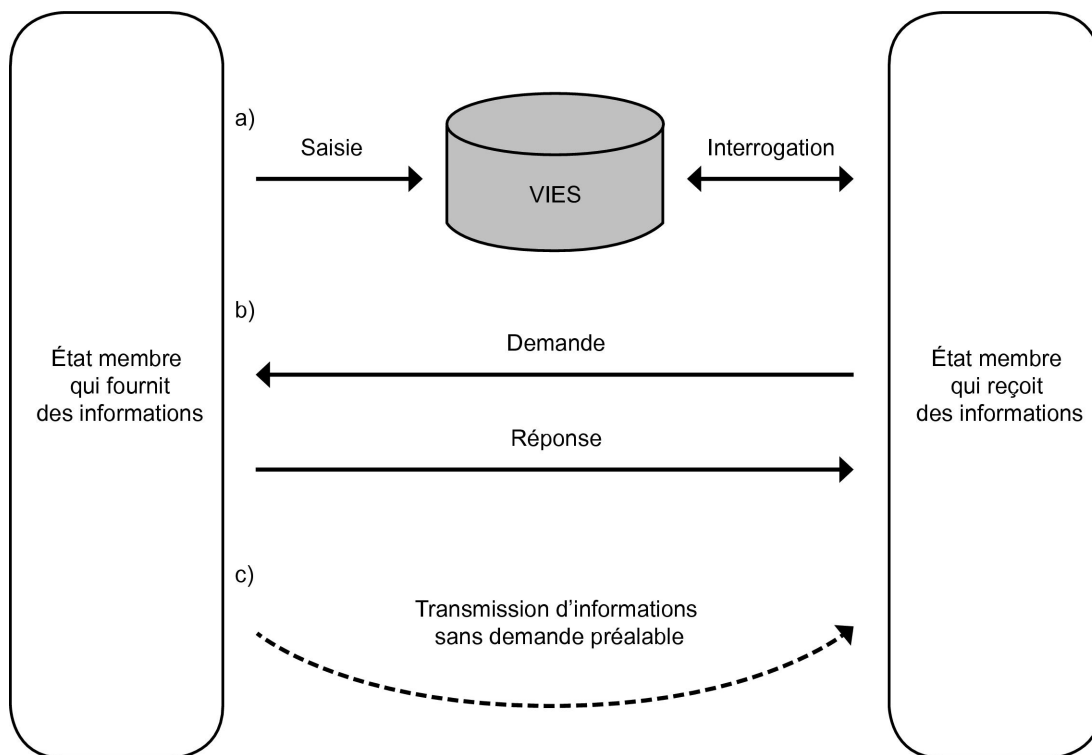 a)
Saisie
VIES
Interrogation
b)
Demande
État membre
qui fournit
des informations
État membre
qui reçoit
des informations
Réponse
c)
Transmission d’informations
sans demande préalable